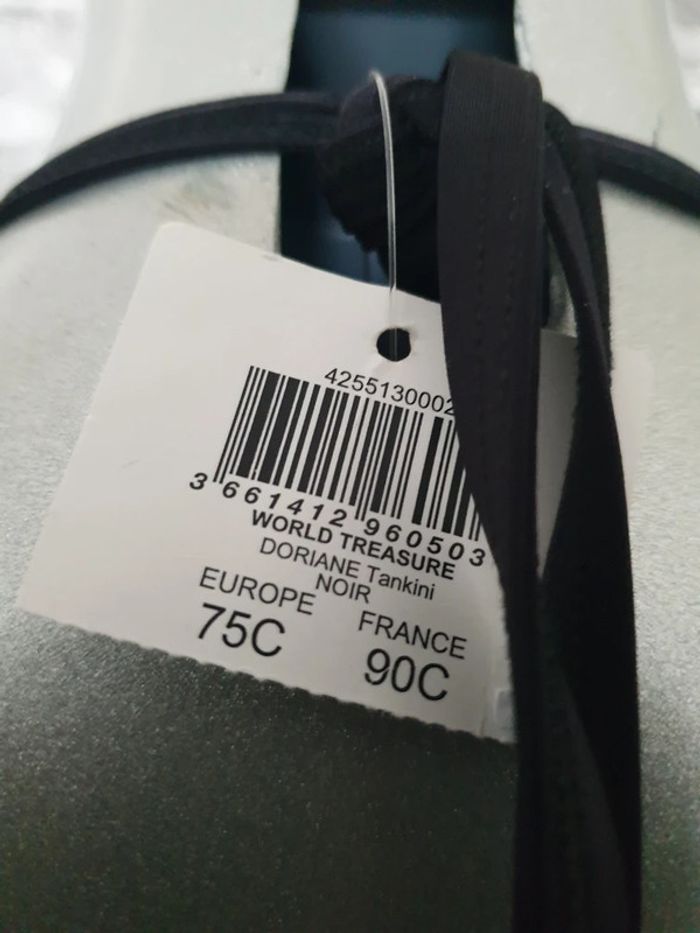 4255130002
3 661412 960503
WORLD TREASURE
DORIANE Tankini
NOIR
EUROPE FRANCE
75C 90C